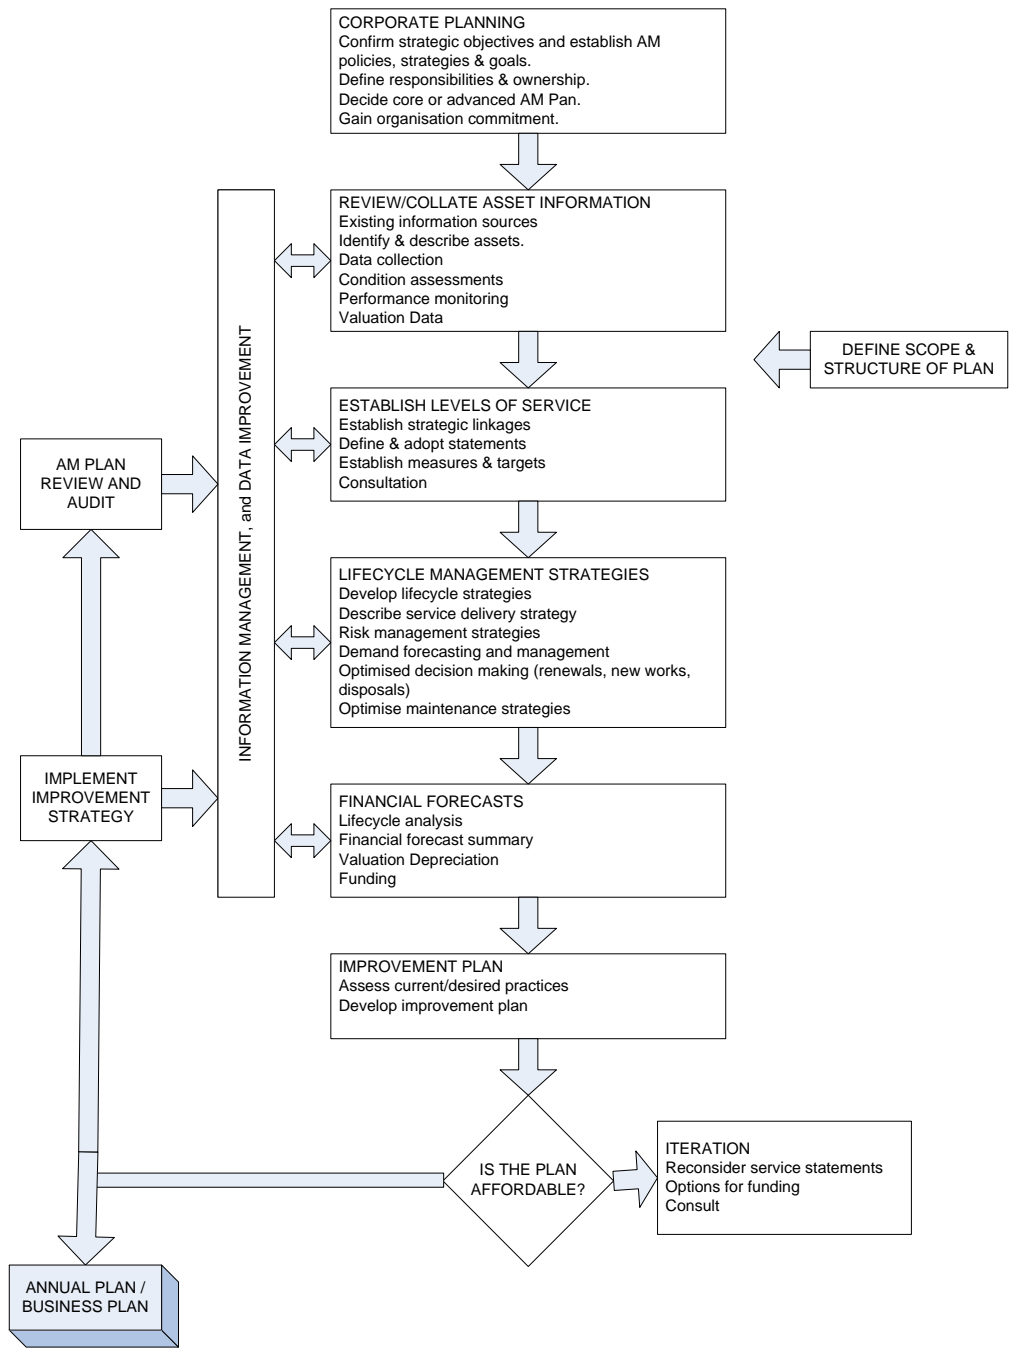 CORPORATE PLANNING
Confirm strategic objectives and establish AM
policies, strategies & goals.
Define responsibilities & ownership.
Decide core or advanced AM Pan.
Gain organisation commitment.
REVIEW/COLLATE ASSET INFORMATION
Existing information sources
Identify & describe assets.
Data collection
Condition assessments
Performance monitoring
Valuation Data
INFORMATION MANAGEMENT, and DATA IMPROVEMENT
DEFINE SCOPE &
STRUCTURE OF PLAN
ESTABLISH LEVELS OF SERVICE
Establish strategic linkages
Define & adopt statements
Establish measures & targets
Consultation
AM PLAN
REVIEW AND
AUDIT
LIFECYCLE MANAGEMENT STRATEGIES
Develop lifecycle strategies
Describe service delivery strategy
Risk management strategies
Demand forecasting and management
Optimised decision making (renewals, new works,
disposals)
Optimise maintenance strategies
IMPLEMENT
IMPROVEMENT
STRATEGY
FINANCIAL FORECASTS
Lifecycle analysis
Financial forecast summary
Valuation Depreciation
Funding
IMPROVEMENT PLAN
Assess current/desired practices
Develop improvement plan
IS THE PLAN
AFFORDABLE?
ITERATION
Reconsider service statements
Options for funding
Consult
ANNUAL PLAN /
BUSINESS PLAN